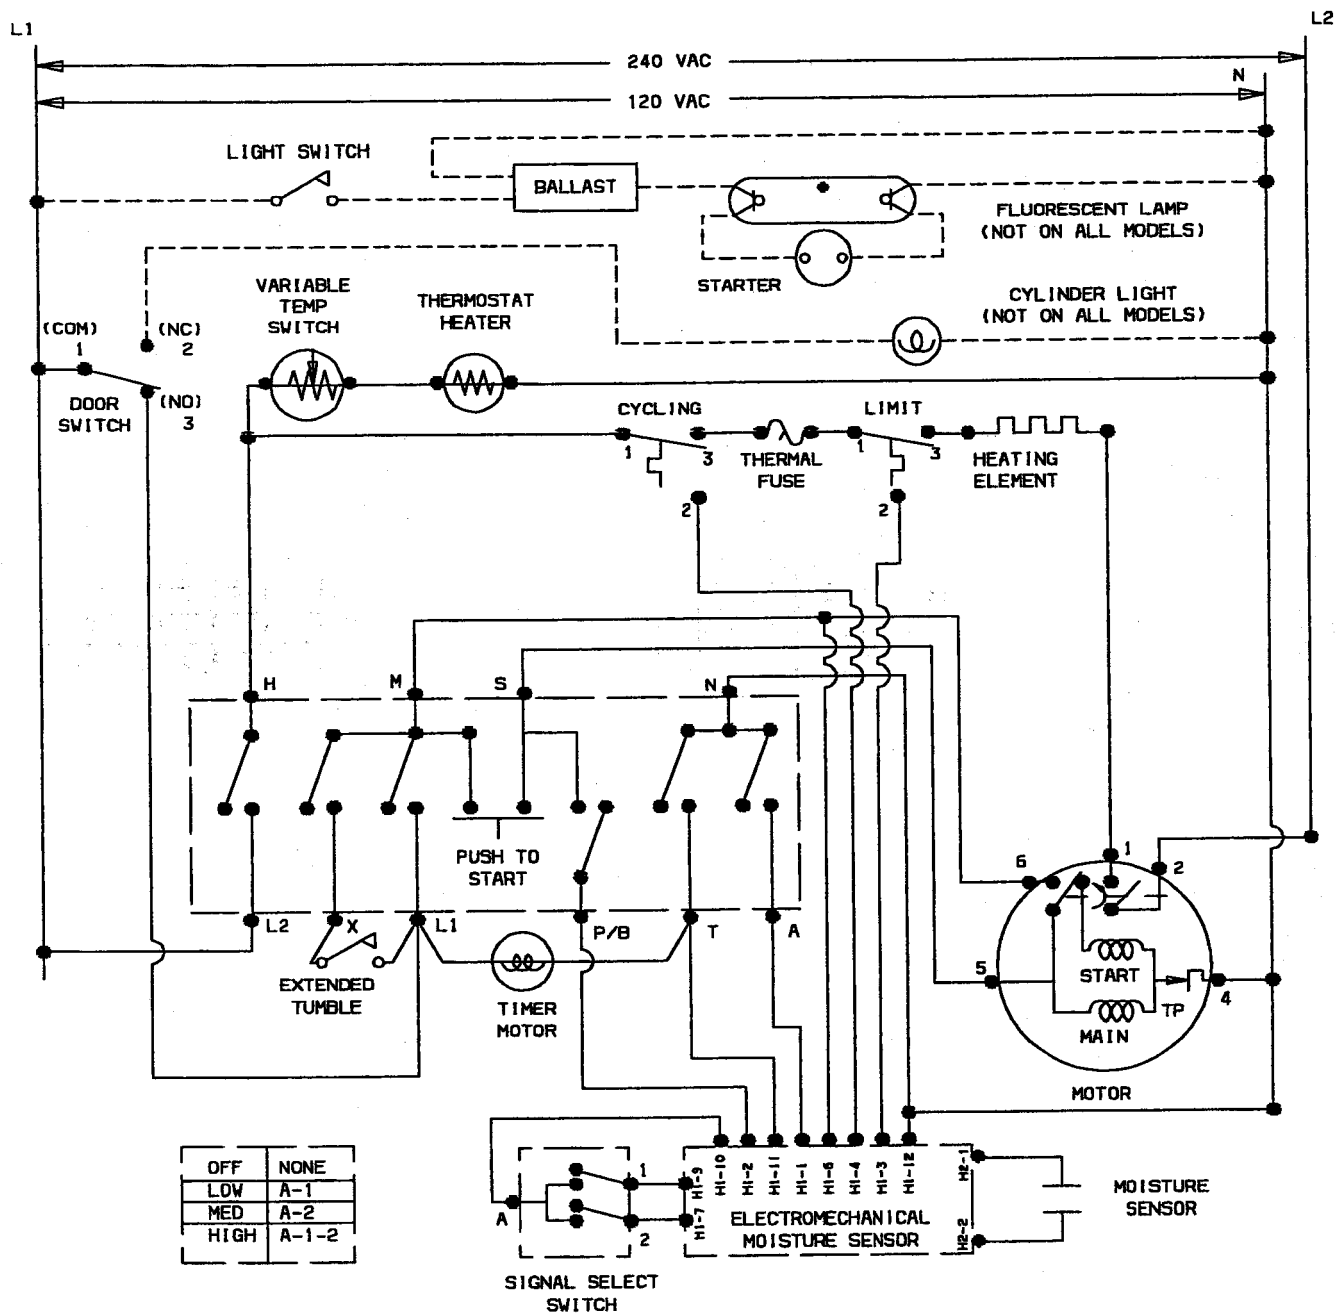 L1
L2
240 VAC
N
120 VAC
LIGHT SWITCH
BALLAST
FLUORESCENT LAMP
(NOT ON ALL MODELS)
STARTER
VARIABLE
TEMP
SWITCH
THERMOSTAT
HEATER
CYLINDER LIGHT
(NOT ON ALL MODELS)
(COM)
1
(NC)
2
DOOR
SWITCH
(NO)
3
CYCLING
LIMIT
1
3
THERMAL
FUSE
1
3
HEATING
ELEMENT
2
2
H
M
S
N
PUSH TO
START
6
1
2
L2
X
L1
P/B
T
A
EXTENDED
TUMBLE
TIMER
MOTOR
5
START
4
TP
MAIN
MOTOR
OFF NONE
LOW A-1
MED A-2
HIGH A-1-2
A
1
2
H1-9
H1-7
H1-10
H1-2
H1-11
H1-1
H1-6
H1-4
H1-3
H1-12
H2-1
H2-2
ELECTROMECHANICAL
MOISTURE SENSOR
MOISTURE
SENSOR
SIGNAL SELECT
SWITCH